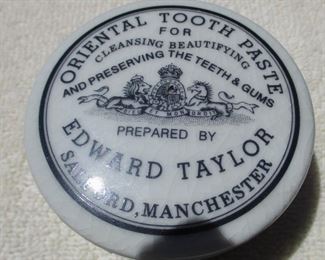 ORIENTAL TOOTH PASTE
FOR
CLEANSING BEAUTIFYING
AND PRESERVING THE TEETH & GUMS
PREPARED BY
EDWARD TAYLOR
SALFORD, MANCHESTER